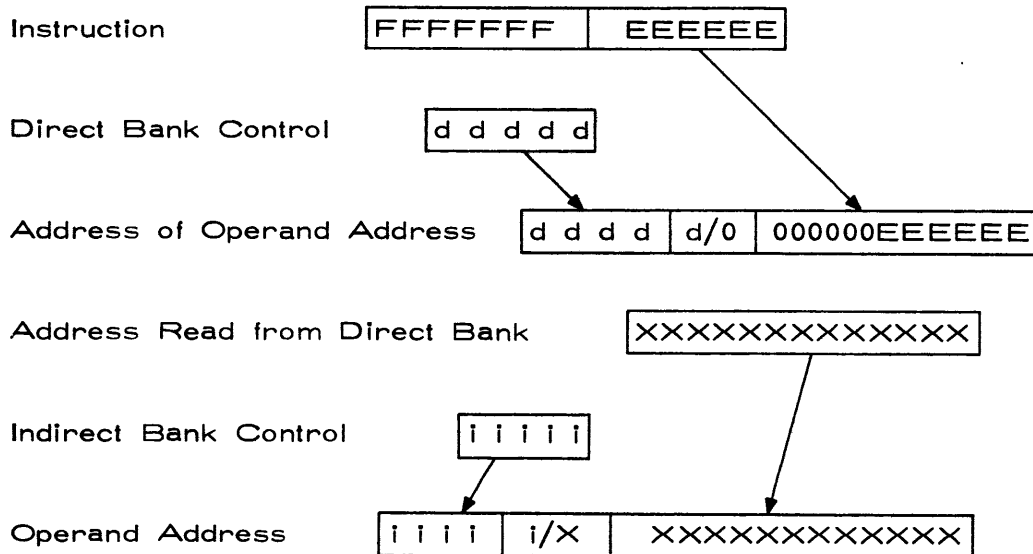 Instruction FFFFFFF EEEEEE
Direct Bank Control d d d d d
Address of Operand Address d d d d d/0 000000EEEEEE
Address Read from Direct Bank XXXXXXXXXXXXX
Indirect Bank Control i i i i i
Operand Address i i i i i/X XXXXXXXXXXXX